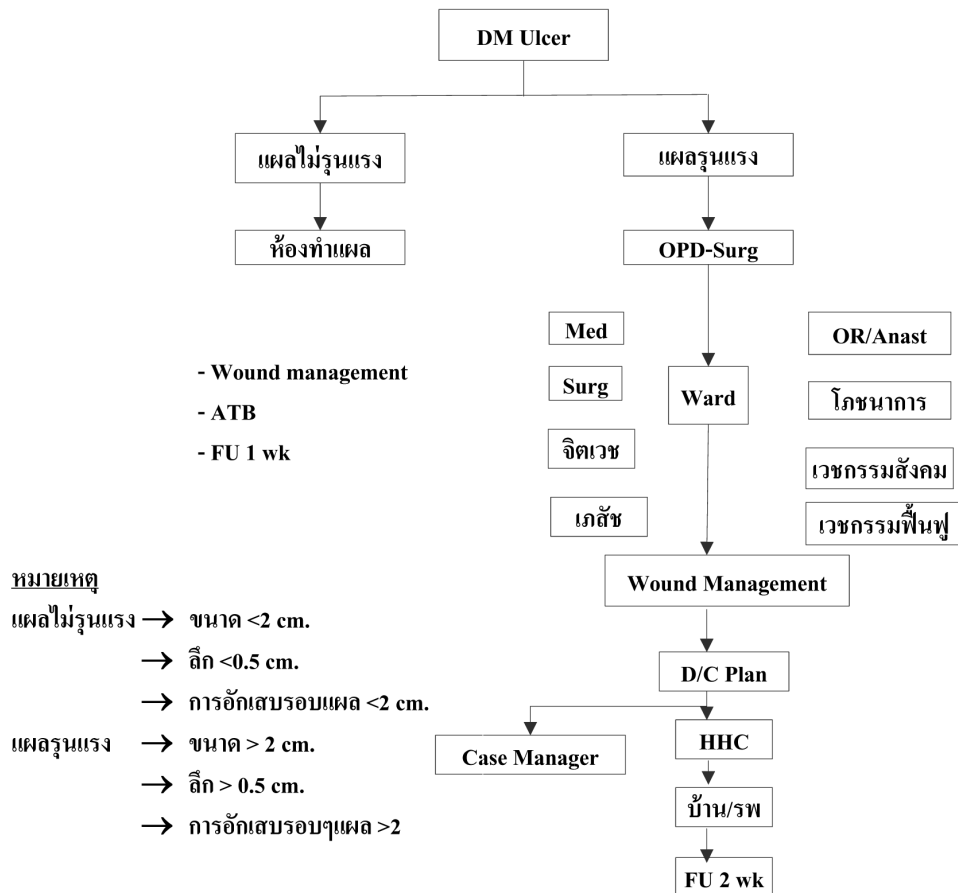 DM Ulcer
แผลไม่รุนแรง
แผลรุนแรง
ห้องทำแผล
OPD-Surg
Med
OR/Anast
- Wound management
Surg
Ward
โภชนาการ
- ATB
- FU 1 wk
จิตเวช
เวชกรรมสังคม
เภสัช
เวชกรรมฟื้นฟู
Wound Management
หมายเหตุ
แผลไม่รุนแรง → ขนาด <2 cm.
→ ลึก <0.5 cm.
→ การอักเสบรอบแผล <2 cm.
แผลรุนแรง → ขนาด > 2 cm.
→ ลึก > 0.5 cm.
→ การอักเสบรอบๆแผล >2
D/C Plan
Case Manager
HHC
บ้าน/รพ
FU 2 wk